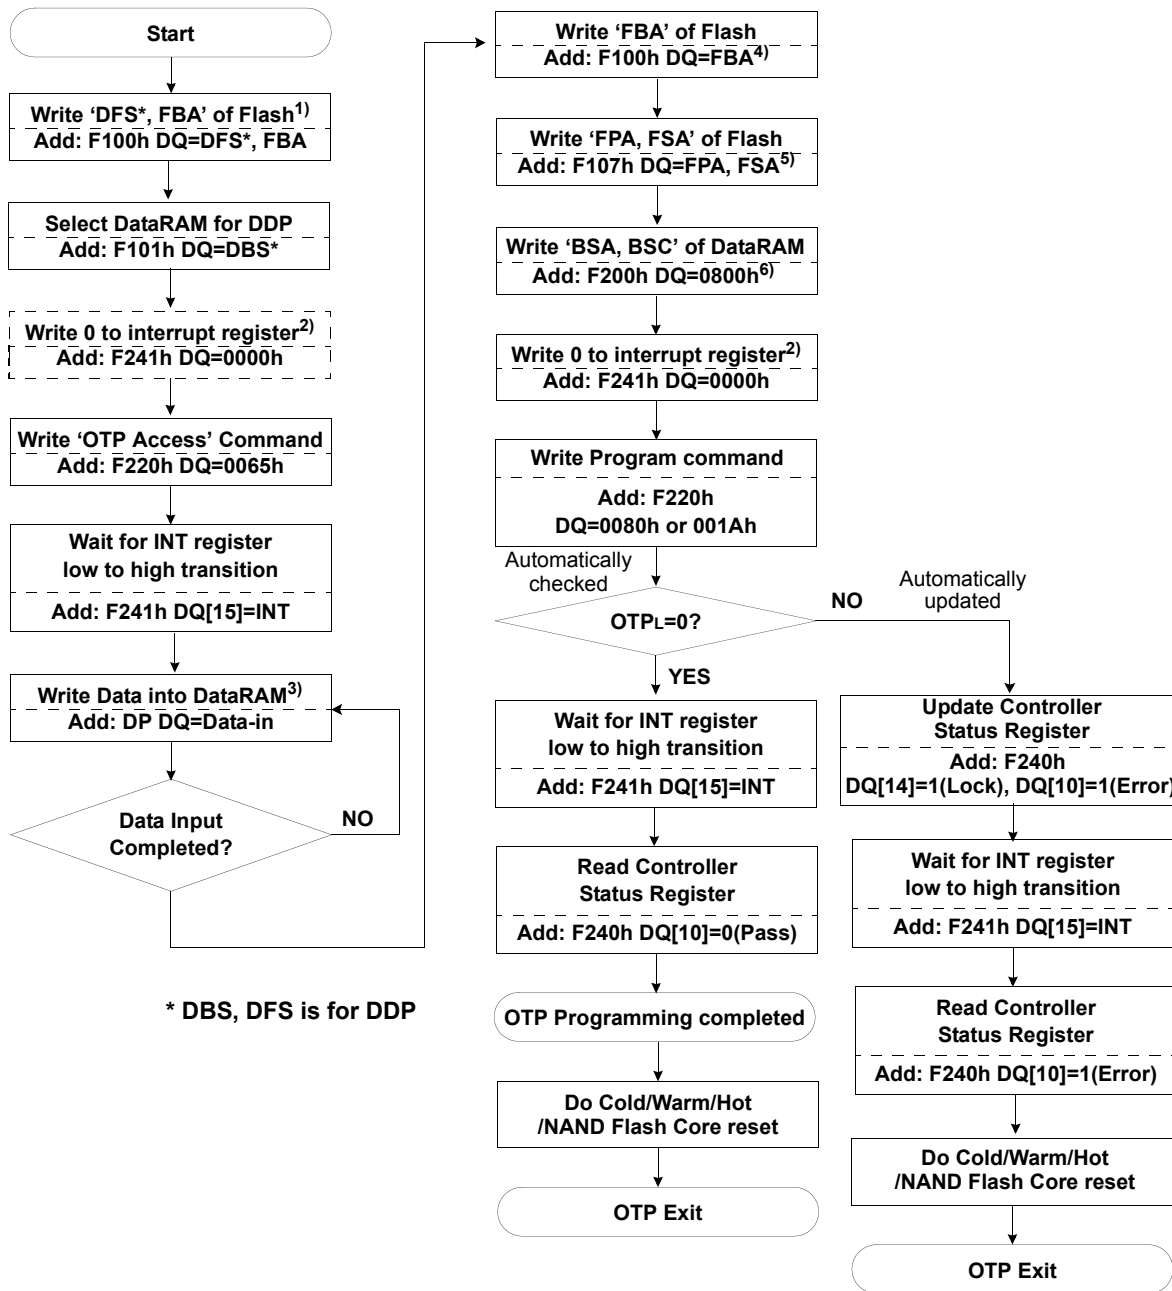 Start
Write ‘DFS*, FBA’ of Flash1)
Add: F100h DQ=DFS*, FBA
Select DataRAM for DDP
Add: F101h DQ=DBS*
Write 0 to interrupt register2)
Add: F241h DQ=0000h
Write ‘OTP Access’ Command
Add: F220h DQ=0065h
Wait for INT register
low to high transition
Add: F241h DQ[15]=INT
Write Data into DataRAM3)
Add: DP DQ=Data-in
Data Input
Completed?
NO
* DBS, DFS is for DDP
Write ‘FBA’ of Flash
Add: F100h DQ=FBA4)
Write ‘FPA, FSA’ of Flash
Add: F107h DQ=FPA, FSA5)
Write ‘BSA, BSC’ of DataRAM
Add: F200h DQ=0800h6)
Write 0 to interrupt register2)
Add: F241h DQ=0000h
Write Program command
Add: F220h
DQ=0080h or 001Ah
Automatically
checked
OTPL=0?
YES
Wait for INT register
low to high transition
Add: F241h DQ[15]=INT
Read Controller
Status Register
Add: F240h DQ[10]=0(Pass)
OTP Programming completed
Do Cold/Warm/Hot
/NAND Flash Core reset
OTP Exit
NO
Automatically
updated
Update Controller
Status Register
Add: F240h
DQ[14]=1(Lock), DQ[10]=1(Error)
Wait for INT register
low to high transition
Add: F241h DQ[15]=INT
Read Controller
Status Register
Add: F240h DQ[10]=1(Error)
Do Cold/Warm/Hot
/NAND Flash Core reset
OTP Exit